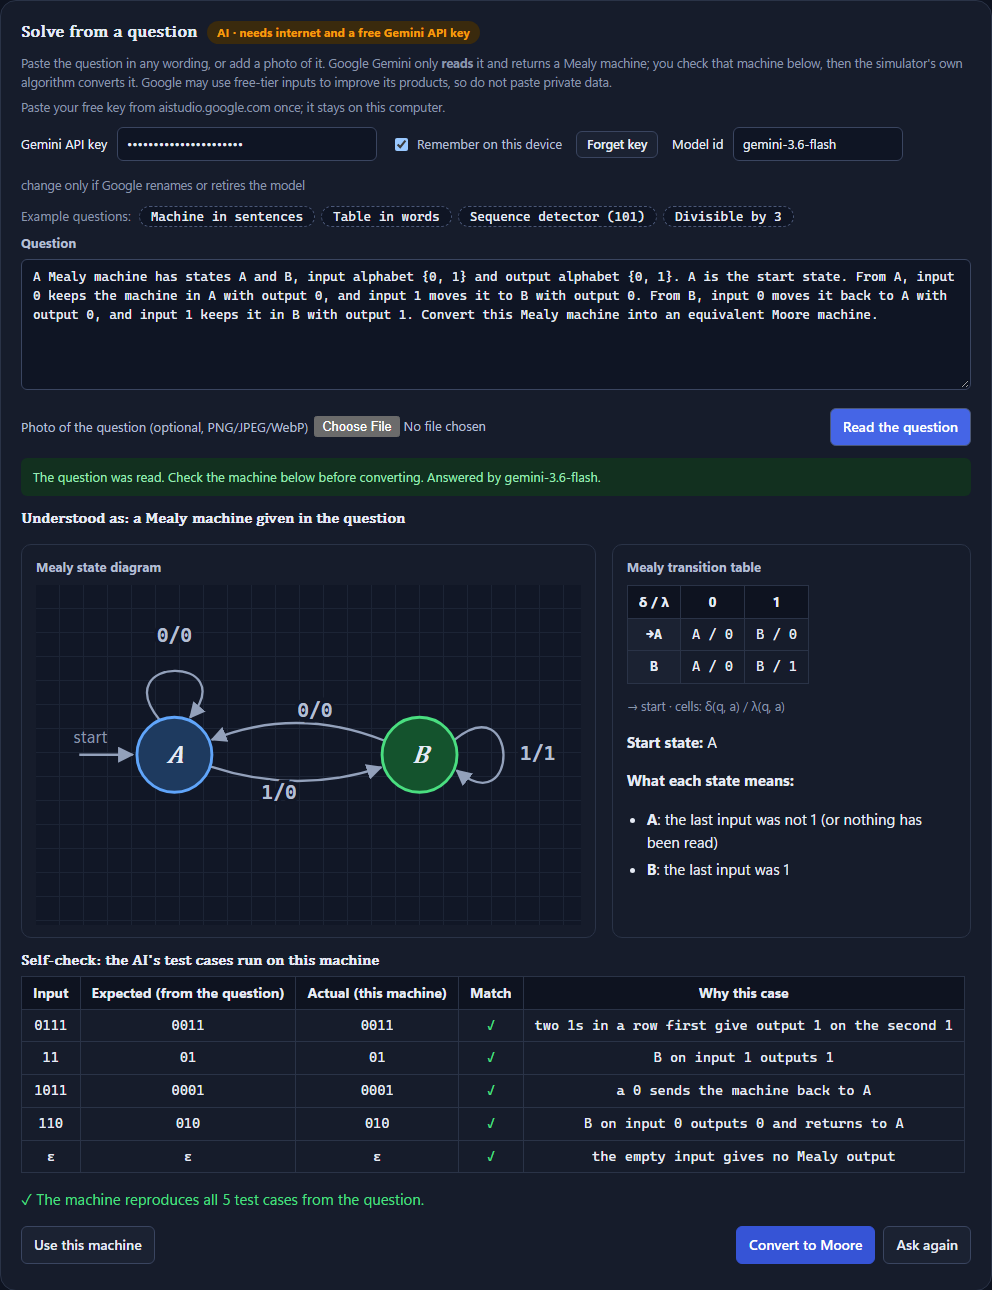 Solve from a question AI · needs internet and a free Gemini API key
Paste the question in any wording, or add a photo of it. Google Gemini only reads it and returns a Mealy machine; you check that machine below, then the simulator's own
algorithm converts it. Google may use free-tier inputs to improve its products, so do not paste private data.
Paste your free key from aistudio.google.com once; it stays on this computer.
Gemini API key •••••••••••••••••••••• Remember on this device Forget key Model id gemini-3.6-flash
change only if Google renames or retires the model
Example questions: Machine in sentences Table in words Sequence detector (101) Divisible by 3
Question
A Mealy machine has states A and B, input alphabet {0, 1} and output alphabet {0, 1}. A is the start state. From A, input
0 keeps the machine in A with output 0, and input 1 moves it to B with output 0. From B, input 0 moves it back to A with
output 0, and input 1 keeps it in B with output 1. Convert this Mealy machine into an equivalent Moore machine.
Photo of the question (optional, PNG/JPEG/WebP) Choose File No file chosen Read the question
The question was read. Check the machine below before converting. Answered by gemini-3.6-flash.
Understood as: a Mealy machine given in the question
Mealy state diagram
0/0
0/0
start
A
B
1/1
1/0
Mealy transition table
δ / λ 0 1
→A A / 0 B / 0
B A / 0 B / 1
→ start · cells: δ(q, a) / λ(q, a)
Start state: A
What each state means:
• A: the last input was not 1 (or nothing has
been read)
• B: the last input was 1
Self-check: the AI's test cases run on this machine
Input Expected (from the question) Actual (this machine) Match Why this case
0111 0011 0011 ✓ two 1s in a row first give output 1 on the second 1
11 01 01 ✓ B on input 1 outputs 1
1011 0001 0001 ✓ a 0 sends the machine back to A
110 010 010 ✓ B on input 0 outputs 0 and returns to A
ε ε ε ✓ the empty input gives no Mealy output
✓ The machine reproduces all 5 test cases from the question.
Use this machine Convert to Moore Ask again